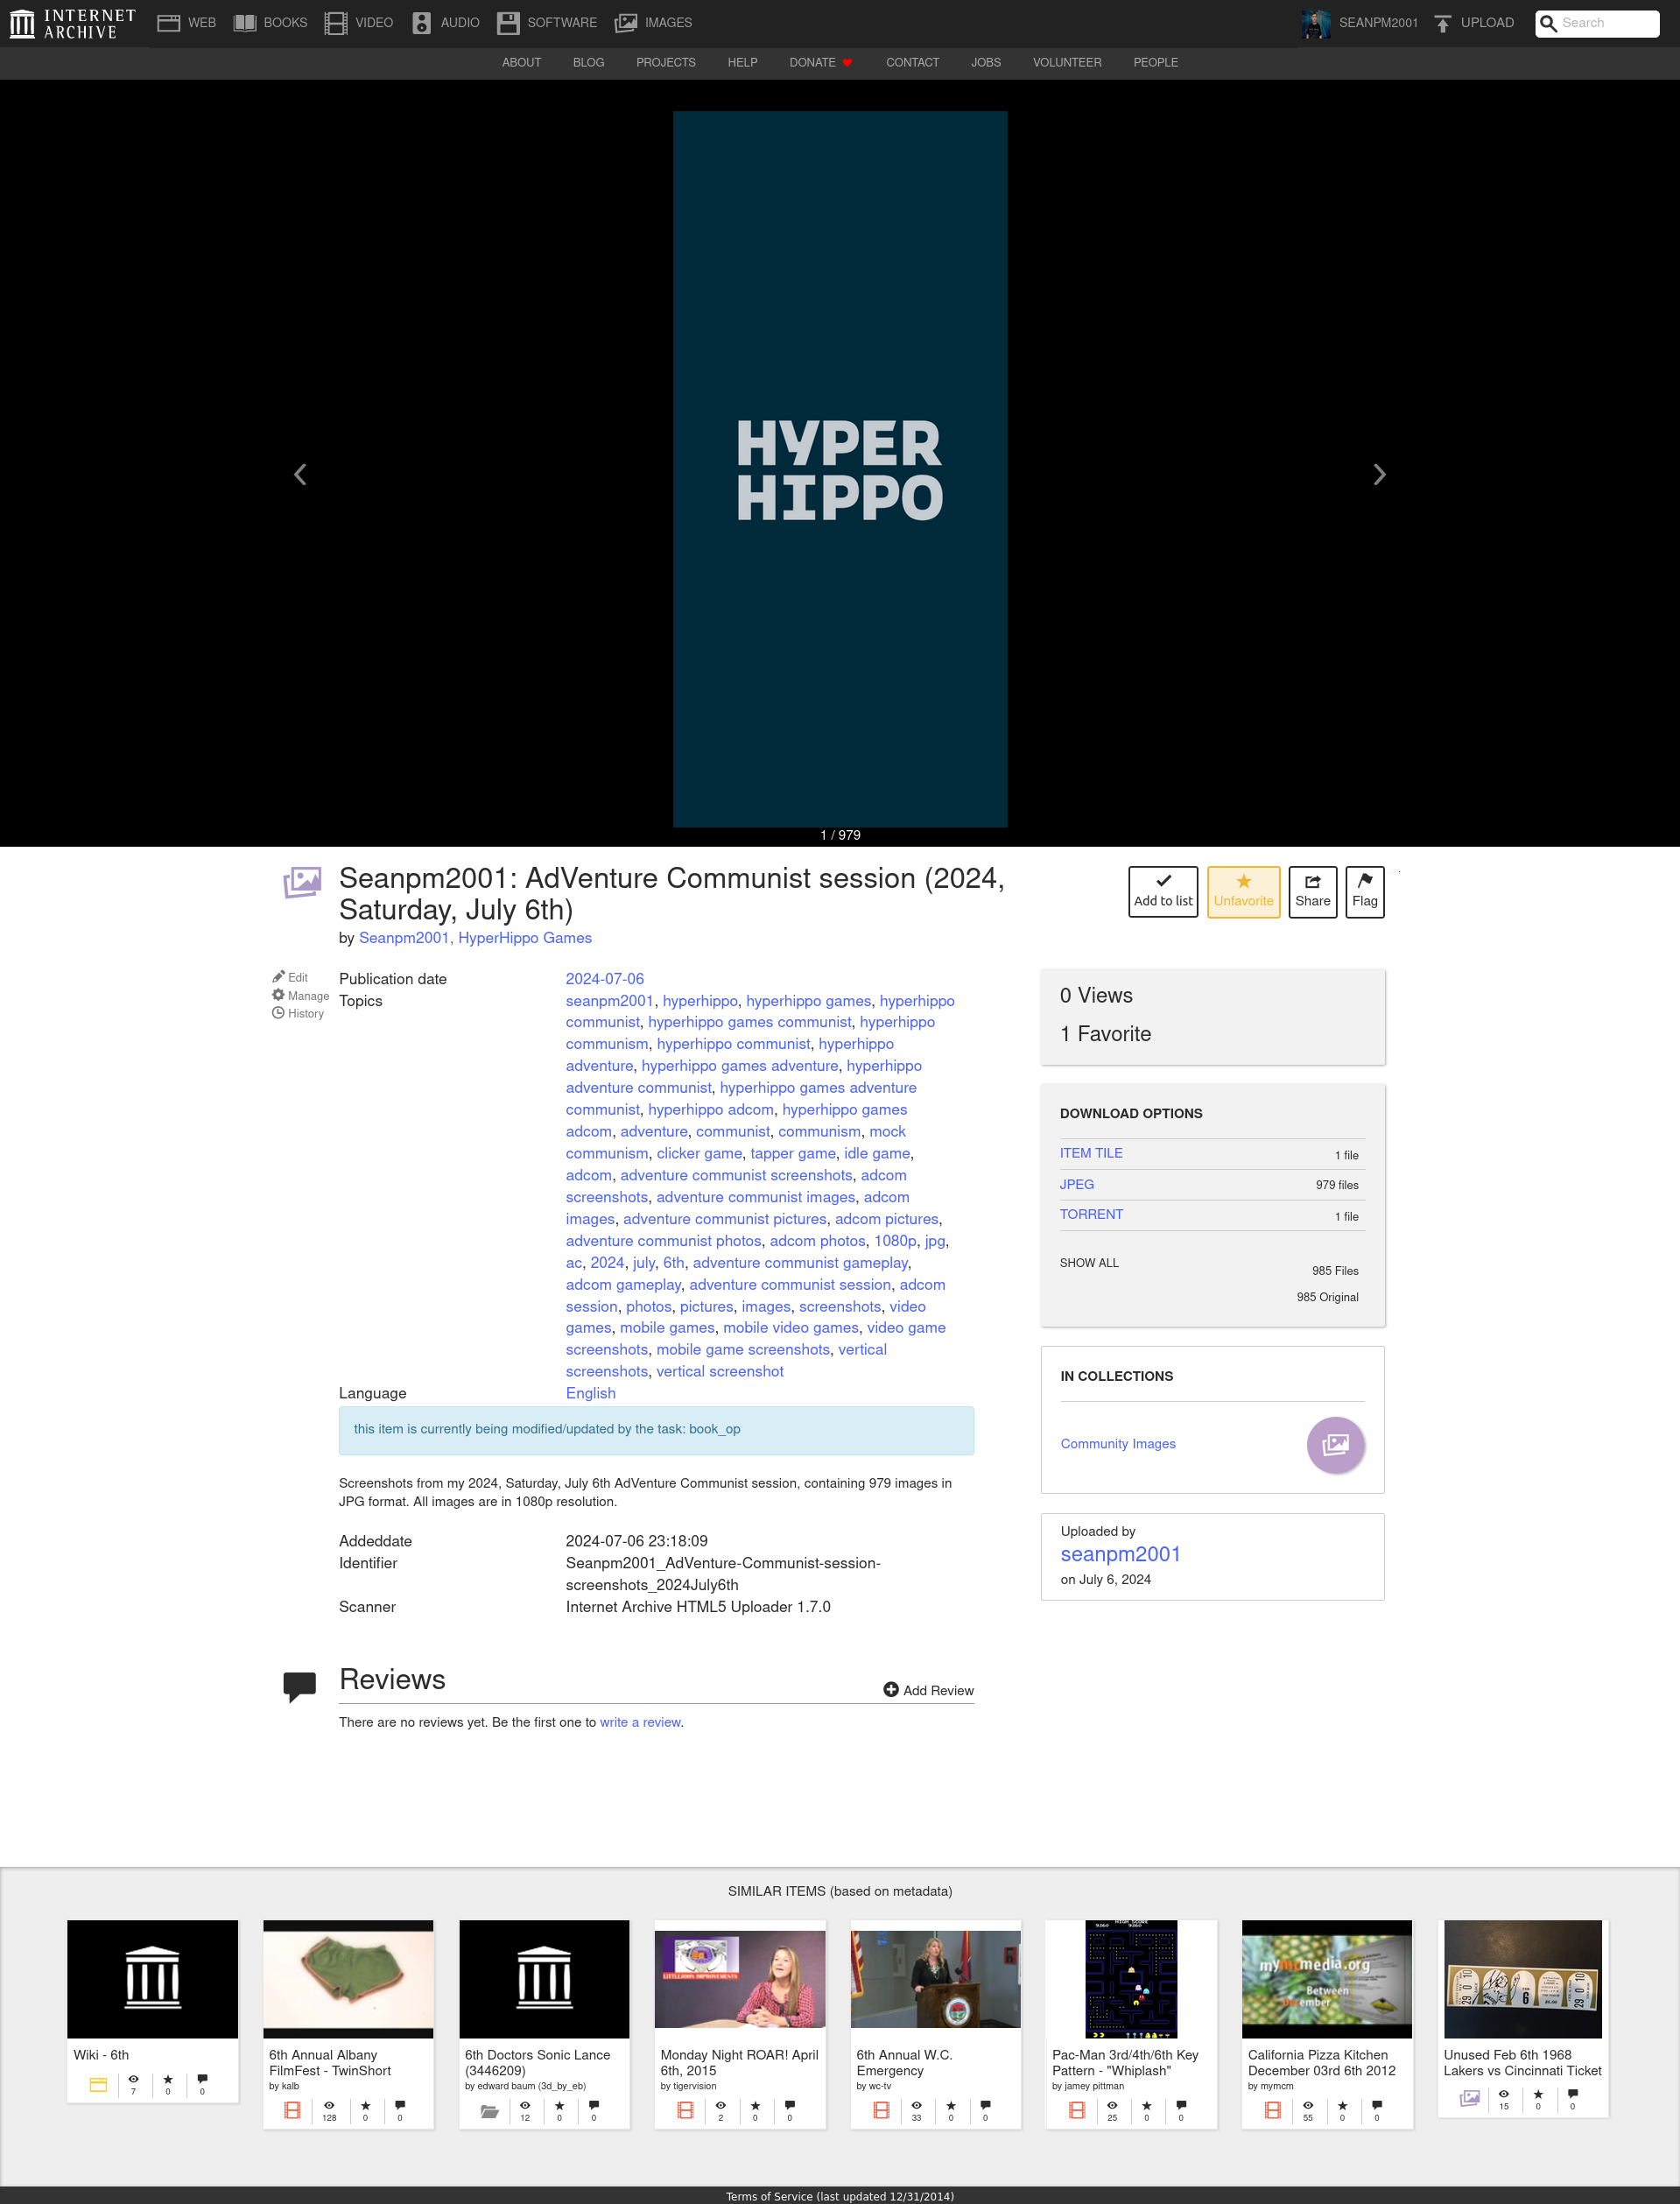 INTERNET ARCHIVE
WEB BOOKS VIDEO AUDIO SOFTWARE IMAGES
SEANPM2001 UPLOAD Search
ABOUT BLOG PROJECTS HELP DONATE CONTACT JOBS VOLUNTEER PEOPLE
HYPER
HIPPO
1 / 979
Seanpm2001: AdVenture Communist session (2024,
Saturday, July 6th)
by Seanpm2001, HyperHippo Games
Add to list
Unfavorite
Share
Flag
Edit
Manage
History
Publication date 2024-07-06
Topics seanpm2001, hyperhippo, hyperhippo games, hyperhippo
communist, hyperhippo games communist, hyperhippo
communism, hyperhippo communist, hyperhippo
adventure, hyperhippo games adventure, hyperhippo
adventure communist, hyperhippo games adventure
communist, hyperhippo adcom, hyperhippo games
adcom, adventure, communist, communism, mock
communism, clicker game, tapper game, idle game,
adcom, adventure communist screenshots, adcom
screenshots, adventure communist images, adcom
images, adventure communist pictures, adcom pictures,
adventure communist photos, adcom photos, 1080p, jpg,
ac, 2024, july, 6th, adventure communist gameplay,
adcom gameplay, adventure communist session, adcom
session, photos, pictures, images, screenshots, video
games, mobile games, mobile video games, video game
screenshots, mobile game screenshots, vertical
screenshots, vertical screenshot
Language English
this item is currently being modified/updated by the task: book_op
Screenshots from my 2024, Saturday, July 6th AdVenture Communist session, containing 979 images in
JPG format. All images are in 1080p resolution.
Addeddate 2024-07-06 23:18:09
Identifier Seanpm2001_AdVenture-Communist-session-
screenshots_2024July6th
Scanner Internet Archive HTML5 Uploader 1.7.0
0 Views
1 Favorite
DOWNLOAD OPTIONS
ITEM TILE 1 file
JPEG 979 files
TORRENT 1 file
SHOW ALL 985 Files
985 Original
IN COLLECTIONS
Community Images
Uploaded by
seanpm2001
on July 6, 2024
Reviews
Add Review
There are no reviews yet. Be the first one to write a review.
SIMILAR ITEMS (based on metadata)
Wiki - 6th
7 0 0
6th Annual Albany
FilmFest - TwinShort
by kalb
128 0 0
6th Doctors Sonic Lance
(3446209)
by edward baum (3d_by_eb)
12 0 0
LITTLEJOHN IMPROVEMENTS
Monday Night ROAR! April
6th, 2015
by tigervision
2 0 0
6th Annual W.C.
Emergency
by wc-tv
33 0 0
HIGH SCORE
Pac-Man 3rd/4th/6th Key
Pattern - "Whiplash"
by jamey pittman
25 0 0
mymcmedia.org
Between
December
California Pizza Kitchen
December 03rd 6th 2012
by mymcm
55 0 0
Unused Feb 6th 1968
Lakers vs Cincinnati Ticket
15 0 0
Terms of Service (last updated 12/31/2014)